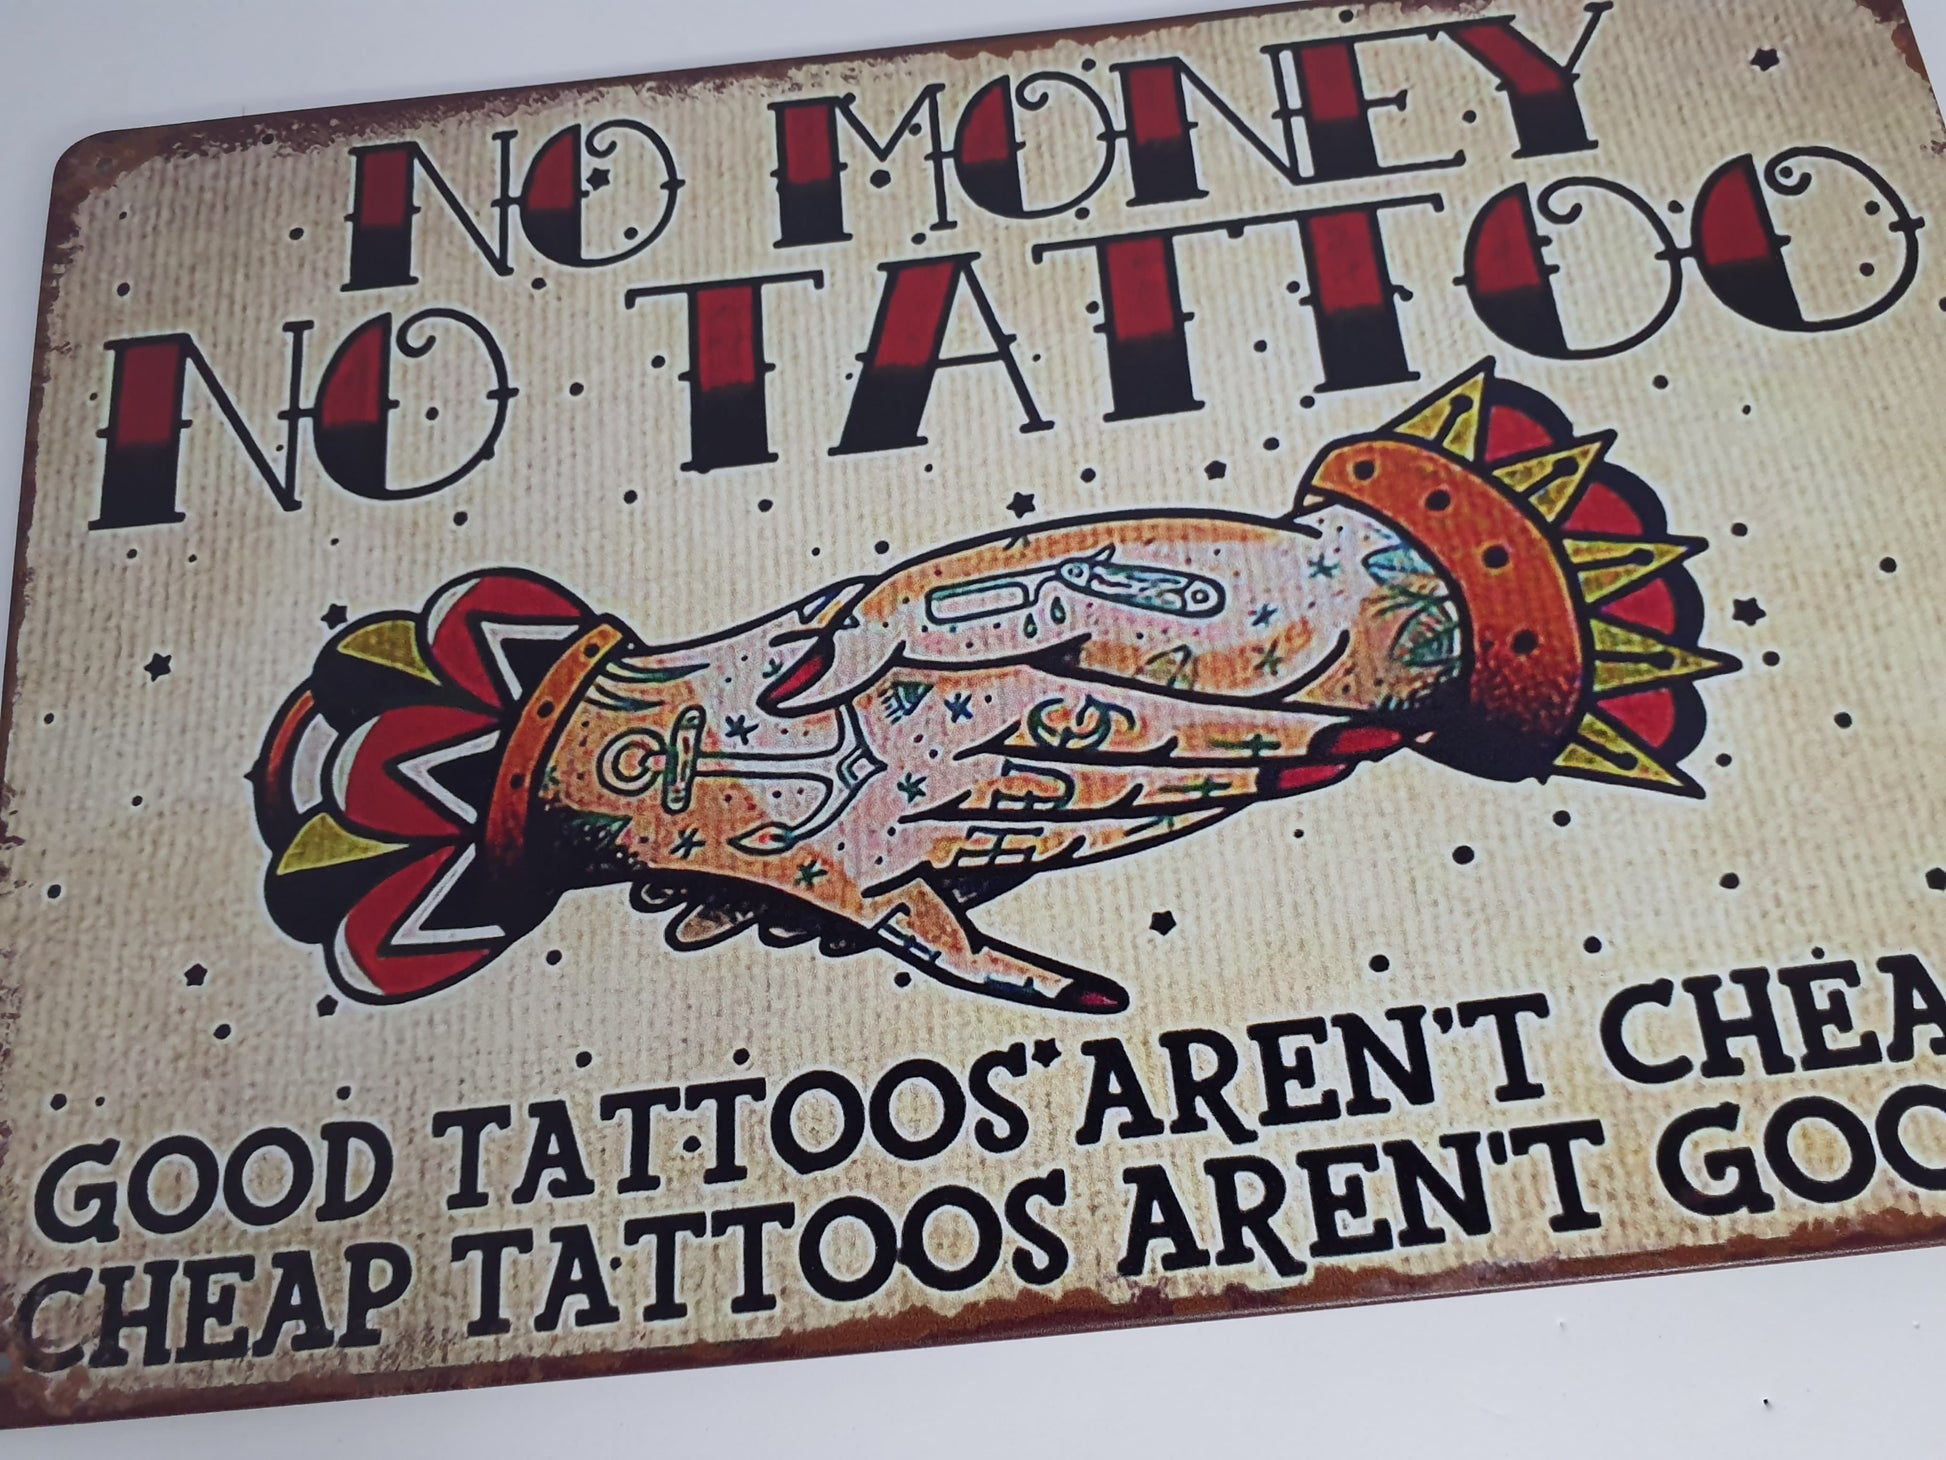 NO MONEY
NO TATTOO
GOOD TATTOOS AREN'T CHEA
CHEAP TATTOOS AREN'T GOO